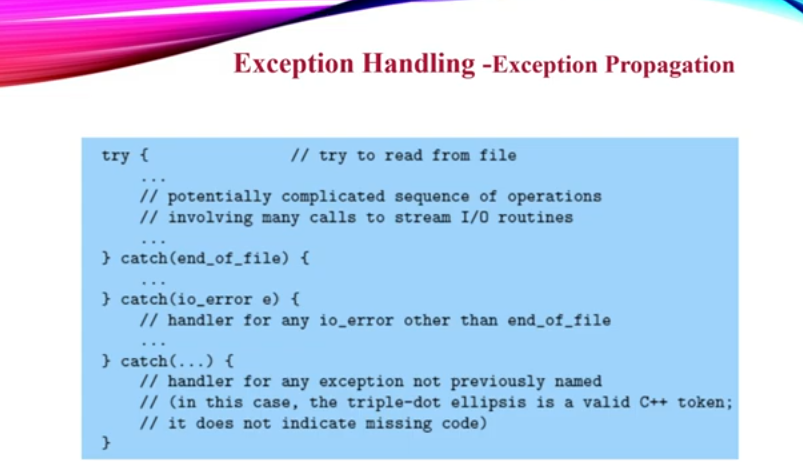 Exception Handling -Exception Propagation
try {                // try to read from file
    ...
    // potentially complicated sequence of operations
    // involving many calls to stream I/O routines
    ...
} catch(end_of_file) {
    ...
} catch(io_error e) {
    // handler for any io_error other than end_of_file
    ...
} catch(...) {
    // handler for any exception not previously named
    // (in this case, the triple-dot ellipsis is a valid C++ token;
    // it does not indicate missing code)
}